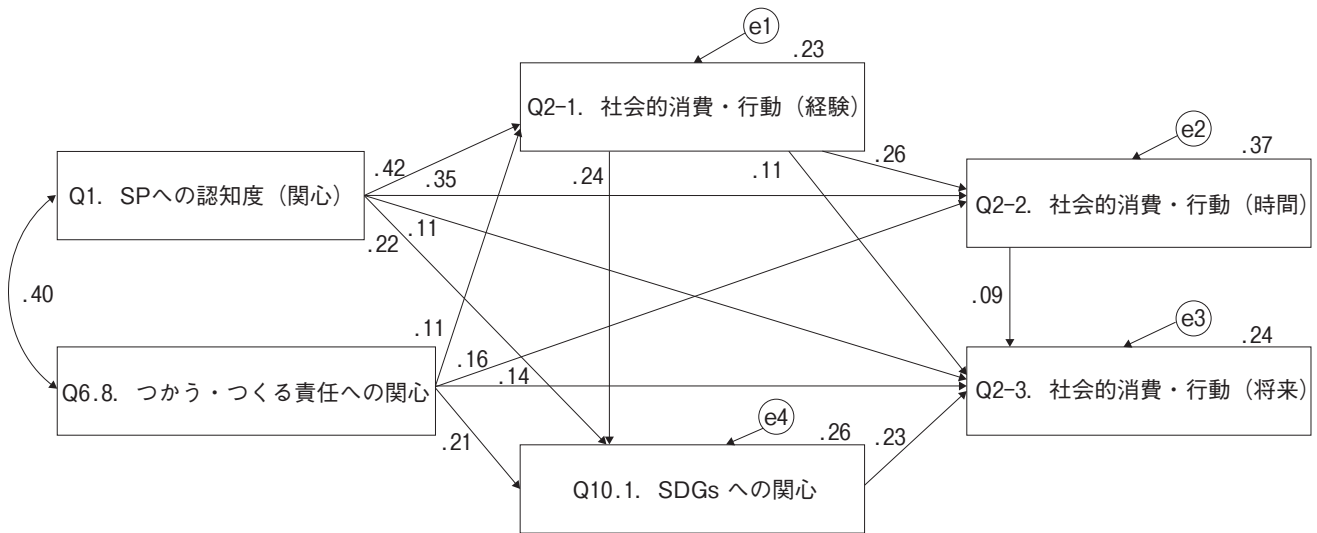 e1
.23
Q2-1. 社会的消費・行動（経験）
e2
.37
.42
.26
Q1. SPへの認知度（関心）
.35
.24
.11
Q2-2. 社会的消費・行動（時間）
.11
.22
.40
.09
e3
.11
.24
.16
.14
Q6.8. つかう・つくる責任への関心
Q2-3. 社会的消費・行動（将来）
e4
.21
.26
.23
Q10.1. SDGs への関心